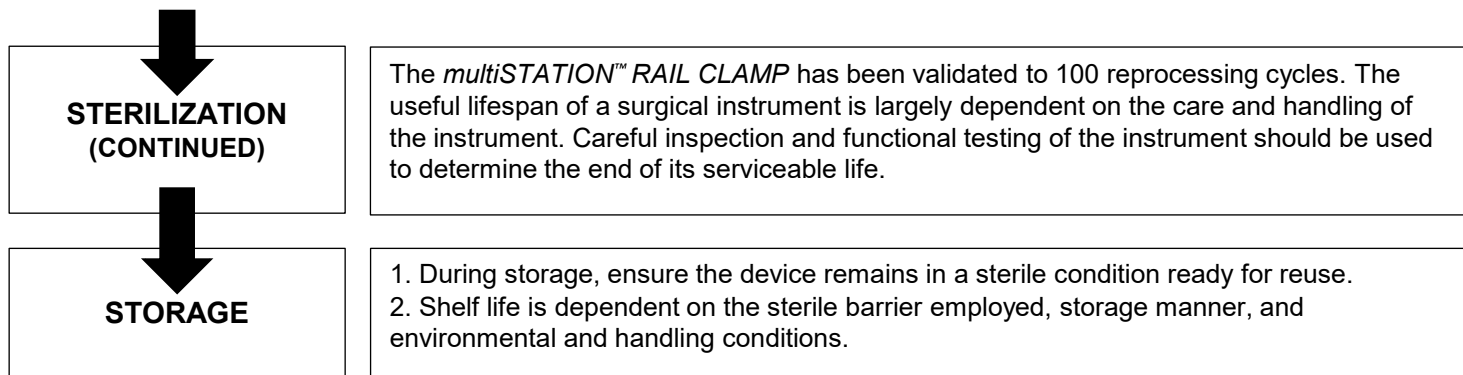 STERILIZATION
(CONTINUED)
The multiSTATION™ RAIL CLAMP has been validated to 100 reprocessing cycles. The
useful lifespan of a surgical instrument is largely dependent on the care and handling of
the instrument. Careful inspection and functional testing of the instrument should be used
to determine the end of its serviceable life.
STORAGE
1. During storage, ensure the device remains in a sterile condition ready for reuse.
2. Shelf life is dependent on the sterile barrier employed, storage manner, and
environmental and handling conditions.